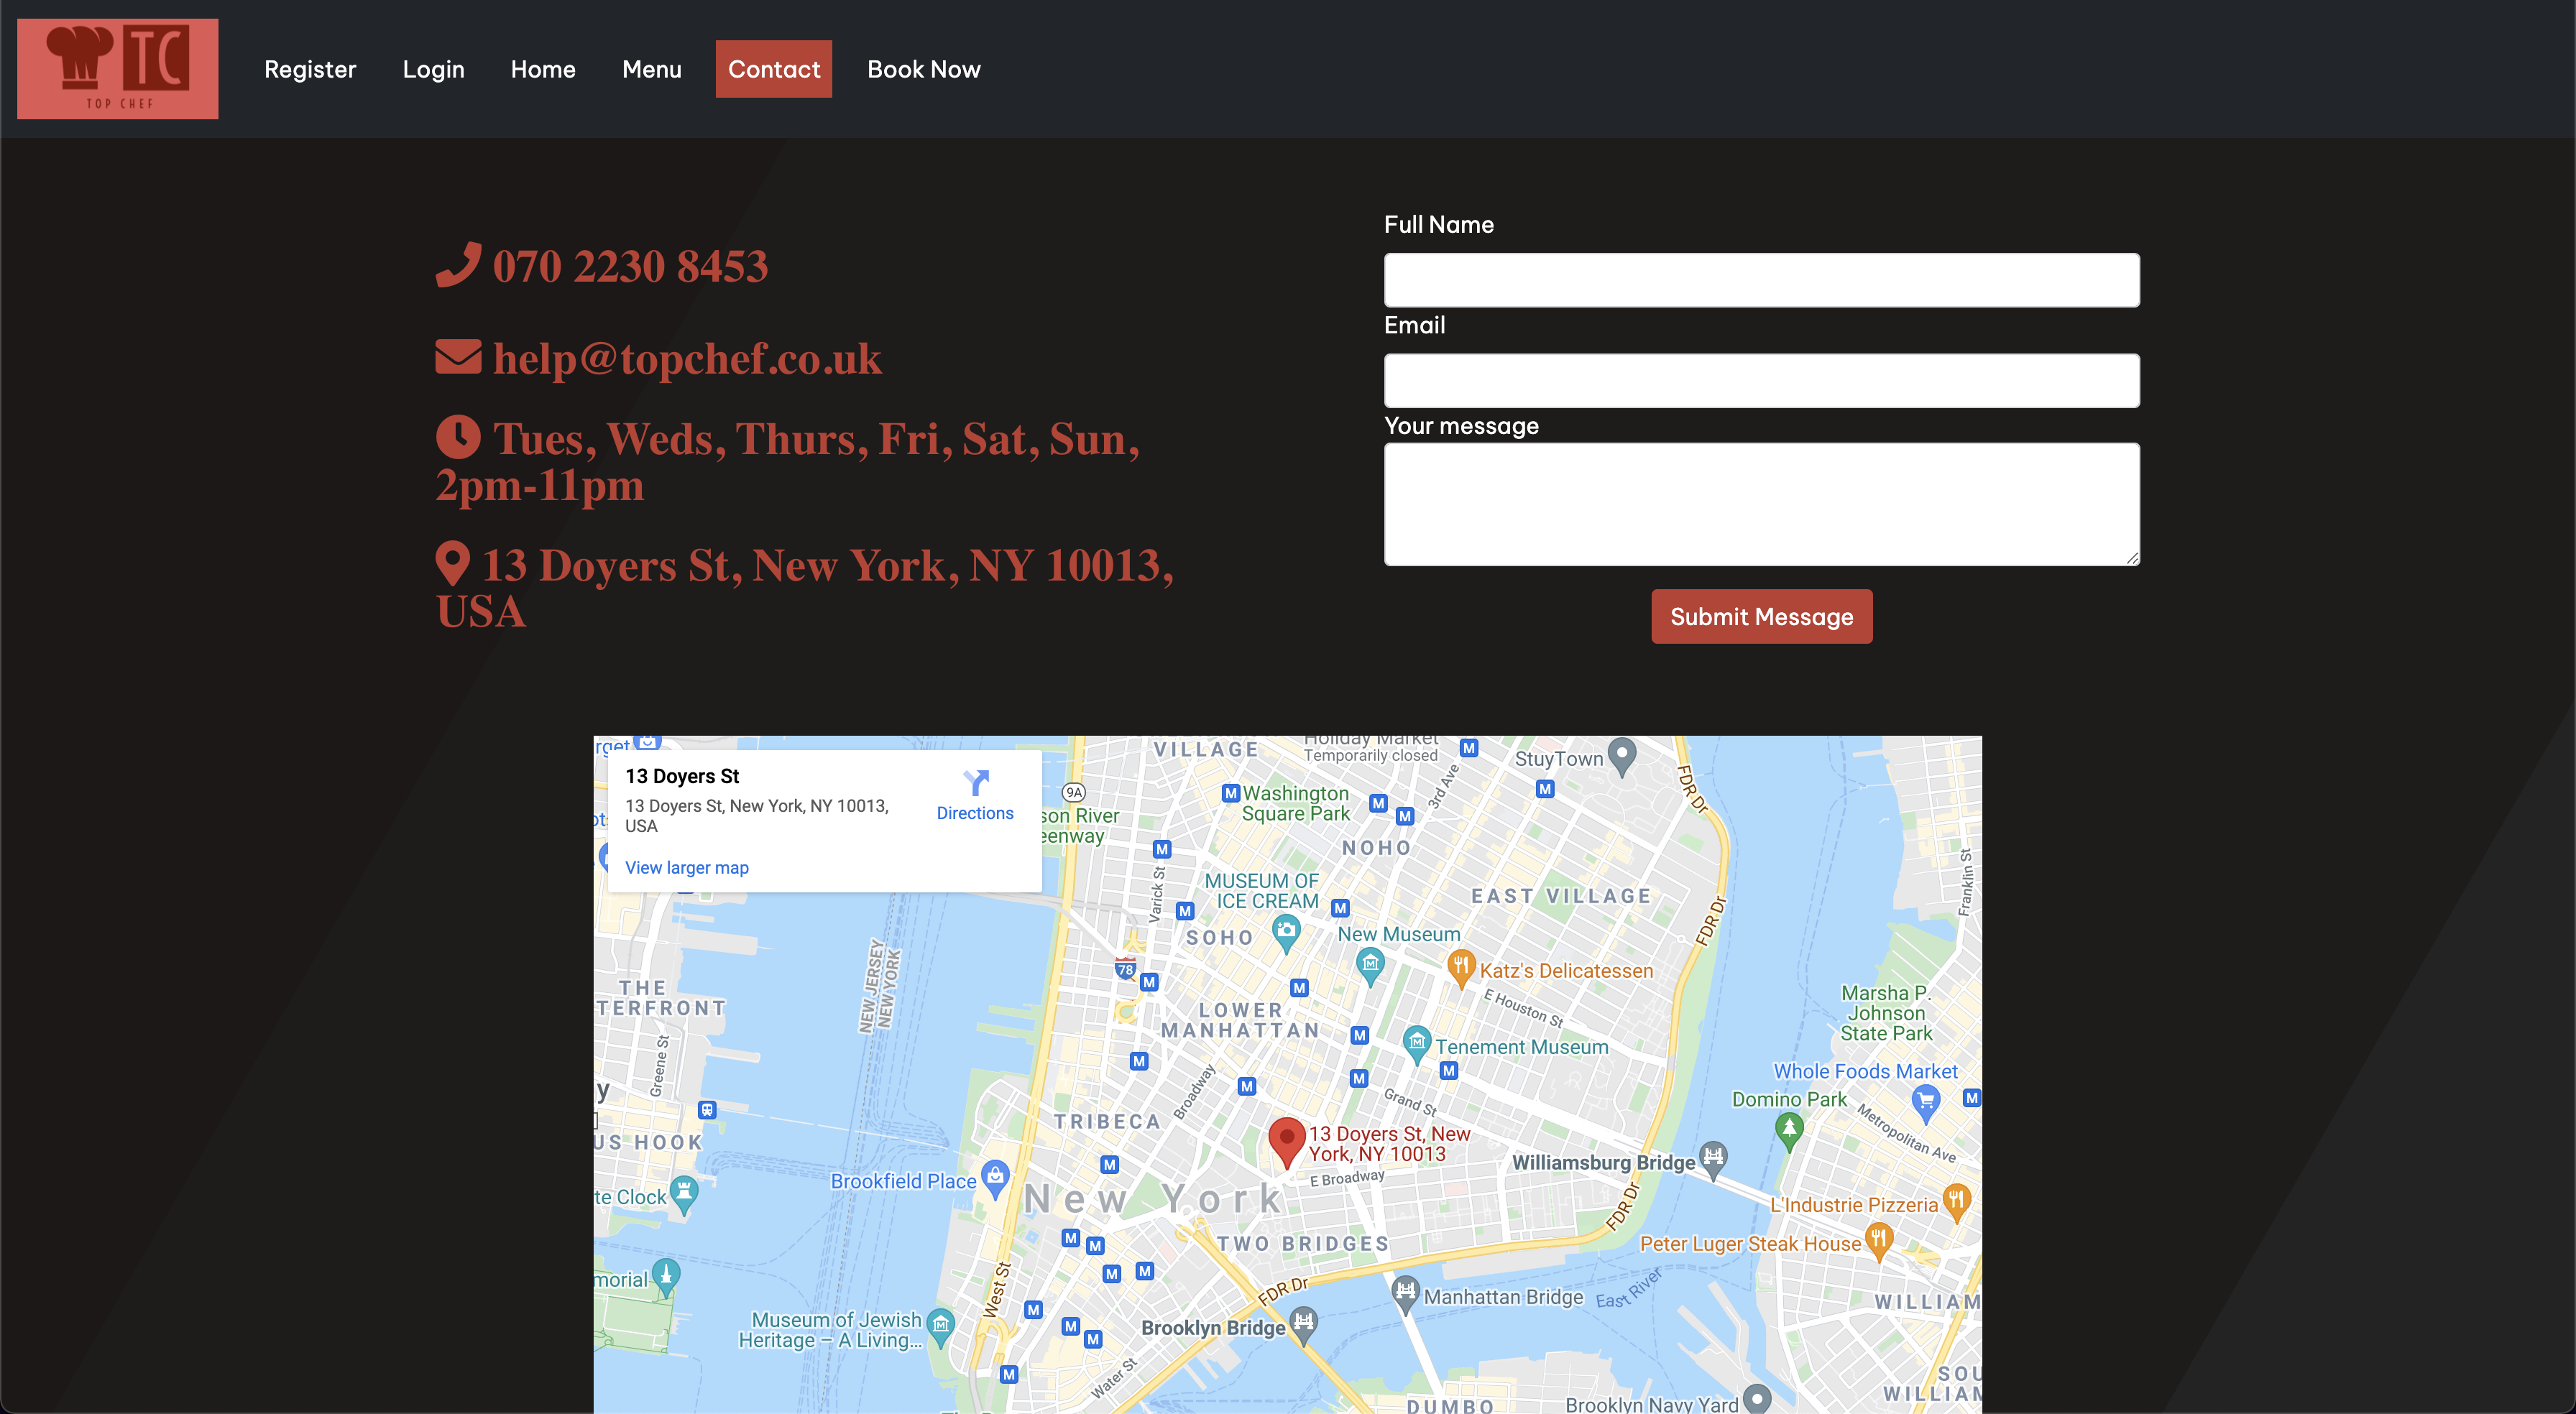 TC
TOP CHEF
Register
Login
Home
Menu
Contact
Book Now
070 2230 8453
help@topchef.co.uk
Tues, Weds, Thurs, Fri, Sat, Sun,
2pm-11pm
13 Doyers St, New York, NY 10013,
USA
Full Name
Email
Your message
Submit Message
13 Doyers St
13 Doyers St, New York, NY 10013,
USA
Directions
View larger map
rget
VILLAGE
Holiday Market
Temporarily closed
StuyTown
FDR Dr
9A
Washington
Square Park
3rd Ave
son River
eenway
NOHO
Varick St
MUSEUM OF
ICE CREAM
EAST VILLAGE
Franklin St
FDR Dr
SOHO
New Museum
Katz's Delicatessen
78
NEW JERSEY
NEW YORK
THE
TERFRONT
E Houston St
LOWER
MANHATTAN
Marsha P.
Johnson
State Park
Greene St
Tenement Museum
Whole Foods Market
y
Broadway
Grand St
Domino Park
Metropolitan Ave
TRIBECA
US HOOK
13 Doyers St, New
York, NY 10013
E Broadway
Williamsburg Bridge
Brookfield Place
te Clock
New York
FDR Dr
L'Industrie Pizzeria
TWO BRIDGES
Peter Luger Steak House
morial
West St
FDR Dr
Manhattan Bridge
East River
WILLIAM
Museum of Jewish
Heritage – A Living...
Brooklyn Bridge
Water St
SOU
WILLIAM
DUMBO
Brooklyn Navy Yard